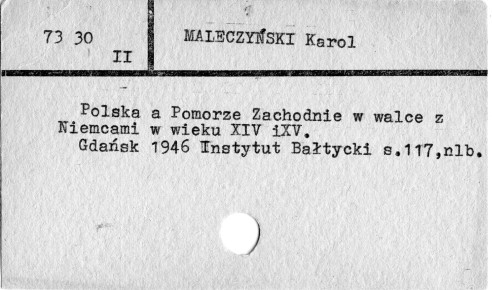 73 30
II
MALECZYŃSKI Karol
Polska a Pomorze Zachodnie w walce z
Niemcami w wieku XIV iXV.
Gdańsk 1946 Instytut Bałtycki s.117,nlb.